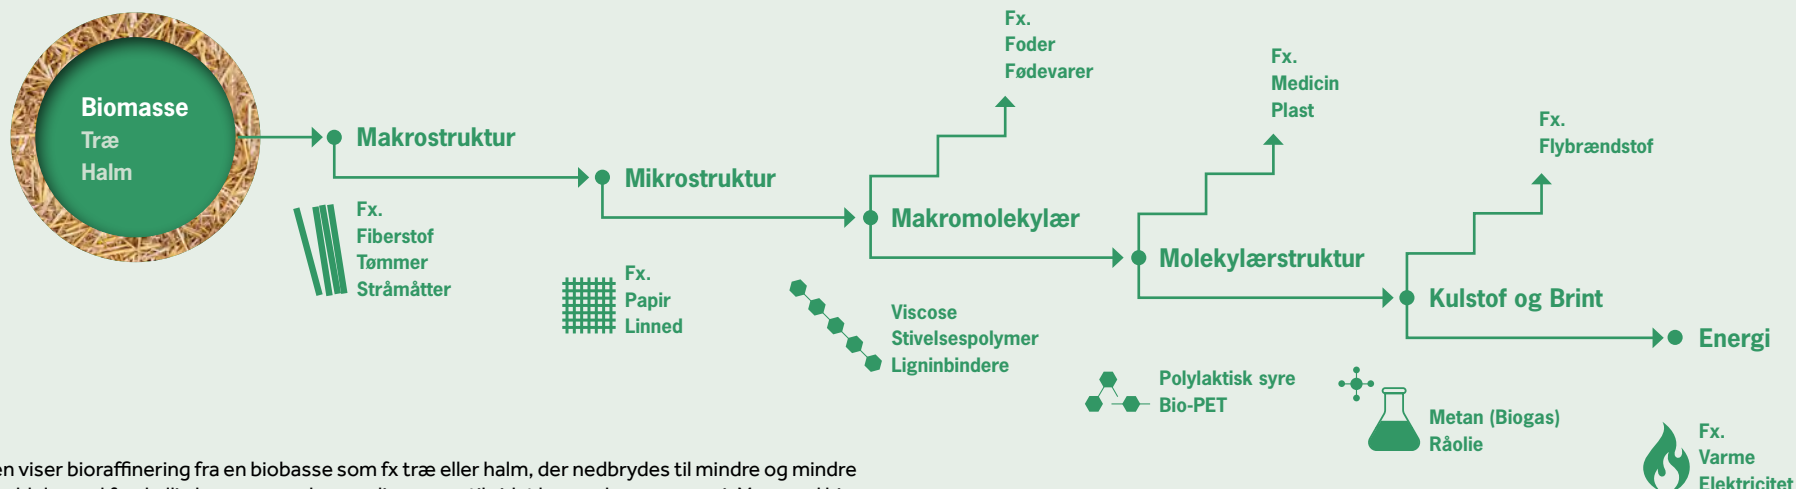 Biomasse
Træ
Halm
Makrostruktur
Fx.
Fiberstof
Tømmer
Stråmåtter
Mikrostruktur
Fx.
Papir
Linned
Fx.
Foder
Fødevarer
Makromolekylær
Viscose
Stivelsespolymer
Ligninbindere
Fx.
Medicin
Plast
Molekylærstruktur
Polylaktisk syre
Bio-PET
Fx.
Flybrændstof
Kulstof og Brint
Metan (Biogas)
Råolie
Energi
Fx.
Varme
Elektricitet
en viser bioraffinering fra en biobasse som fx træ eller halm, der nedbrydes til mindre og mindre